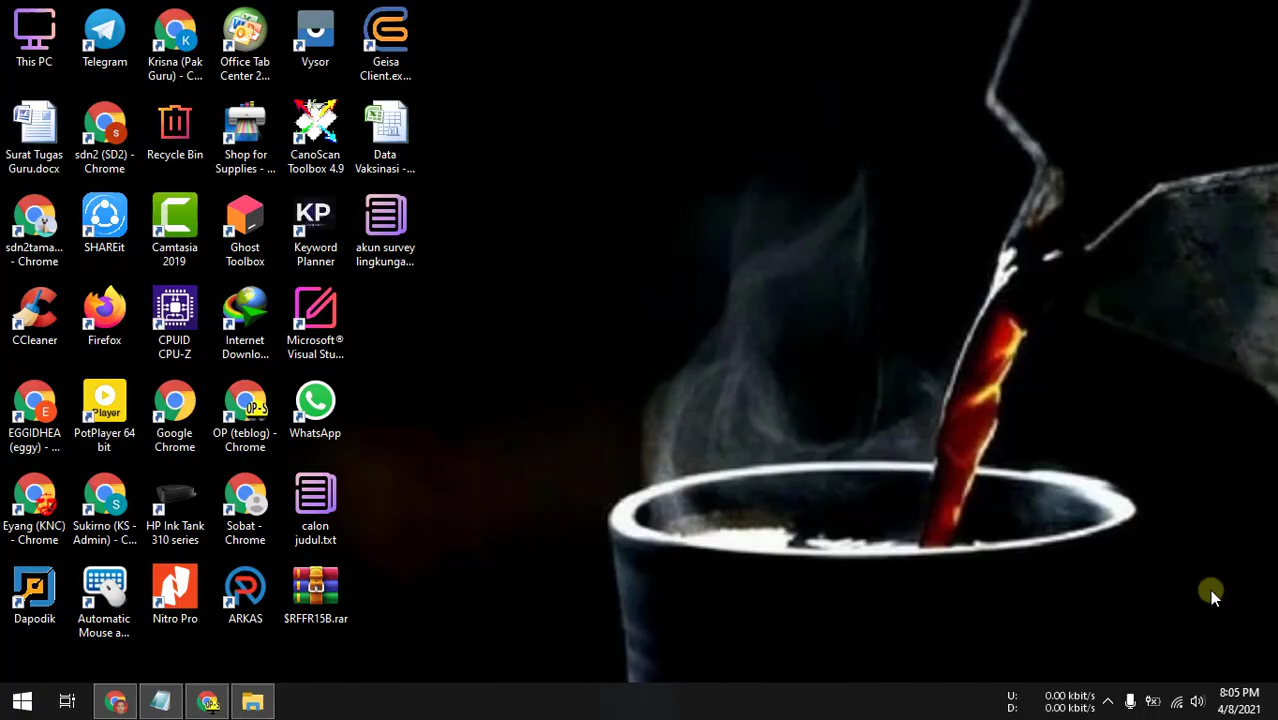 This PC
Telegram
Krisna (Pak
Guru) - C...
Office Tab
Center 2...
Vysor
Geisa
Client.ex...
Surat Tugas
Guru.docx
sdn2 (SD2) -
Chrome
Recycle Bin
Shop for
Supplies - ...
CanoScan
Toolbox 4.9
Data
Vaksinasi -...
sdn2tama...
- Chrome
SHAREit
Camtasia
2019
Ghost
Toolbox
KP
Keyword
Planner
akun survey
lingkunga...
CCleaner
Firefox
CPUID
CPU-Z
Internet
Downlo...
Microsoft®
Visual Stu...
EGGIDHEA
(eggy) - ...
Player
PotPlayer 64
bit
Google
Chrome
OP-S
OP (teblog) -
Chrome
WhatsApp
Eyang (KNC)
- Chrome
Sukirno (KS -
Admin) - C...
HP Ink Tank
310 series
Sobat -
Chrome
calon
judul.txt
Dapodik
Automatic
Mouse a...
Nitro Pro
ARKAS
$RFFR15B.rar
U: 0.00 kbit/s
D: 0.00 kbit/s
8:05 PM
4/8/2021